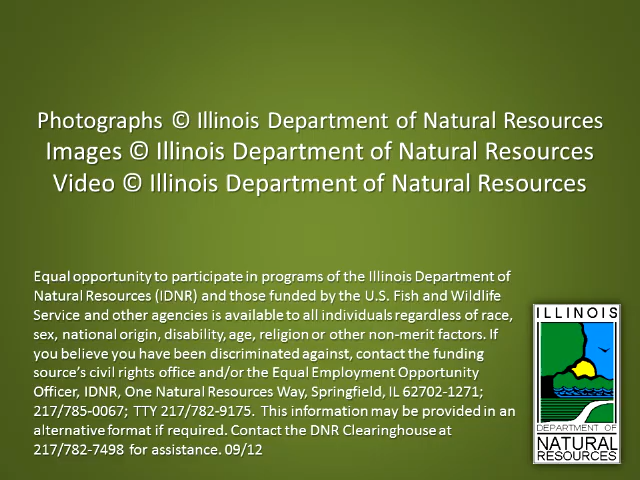 Photographs © Illinois Department of Natural Resources
Images © Illinois Department of Natural Resources
Video © Illinois Department of Natural Resources
Equal opportunity to participate in programs of the Illinois Department of
Natural Resources (IDNR) and those funded by the U.S. Fish and Wildlife
Service and other agencies is available to all individuals regardless of race,
sex, national origin, disability, age, religion or other non-merit factors. If
you believe you have been discriminated against, contact the funding
source's civil rights office and/or the Equal Employment Opportunity
Officer, IDNR, One Natural Resources Way, Springfield, IL 62702-1271;
217/785-0067; TTY 217/782-9175. This information may be provided in an
alternative format if required. Contact the DNR Clearinghouse at
217/782-7498 for assistance. 09/12
ILLINOIS
DEPARTMENT OF
NATURAL
RESOURCES